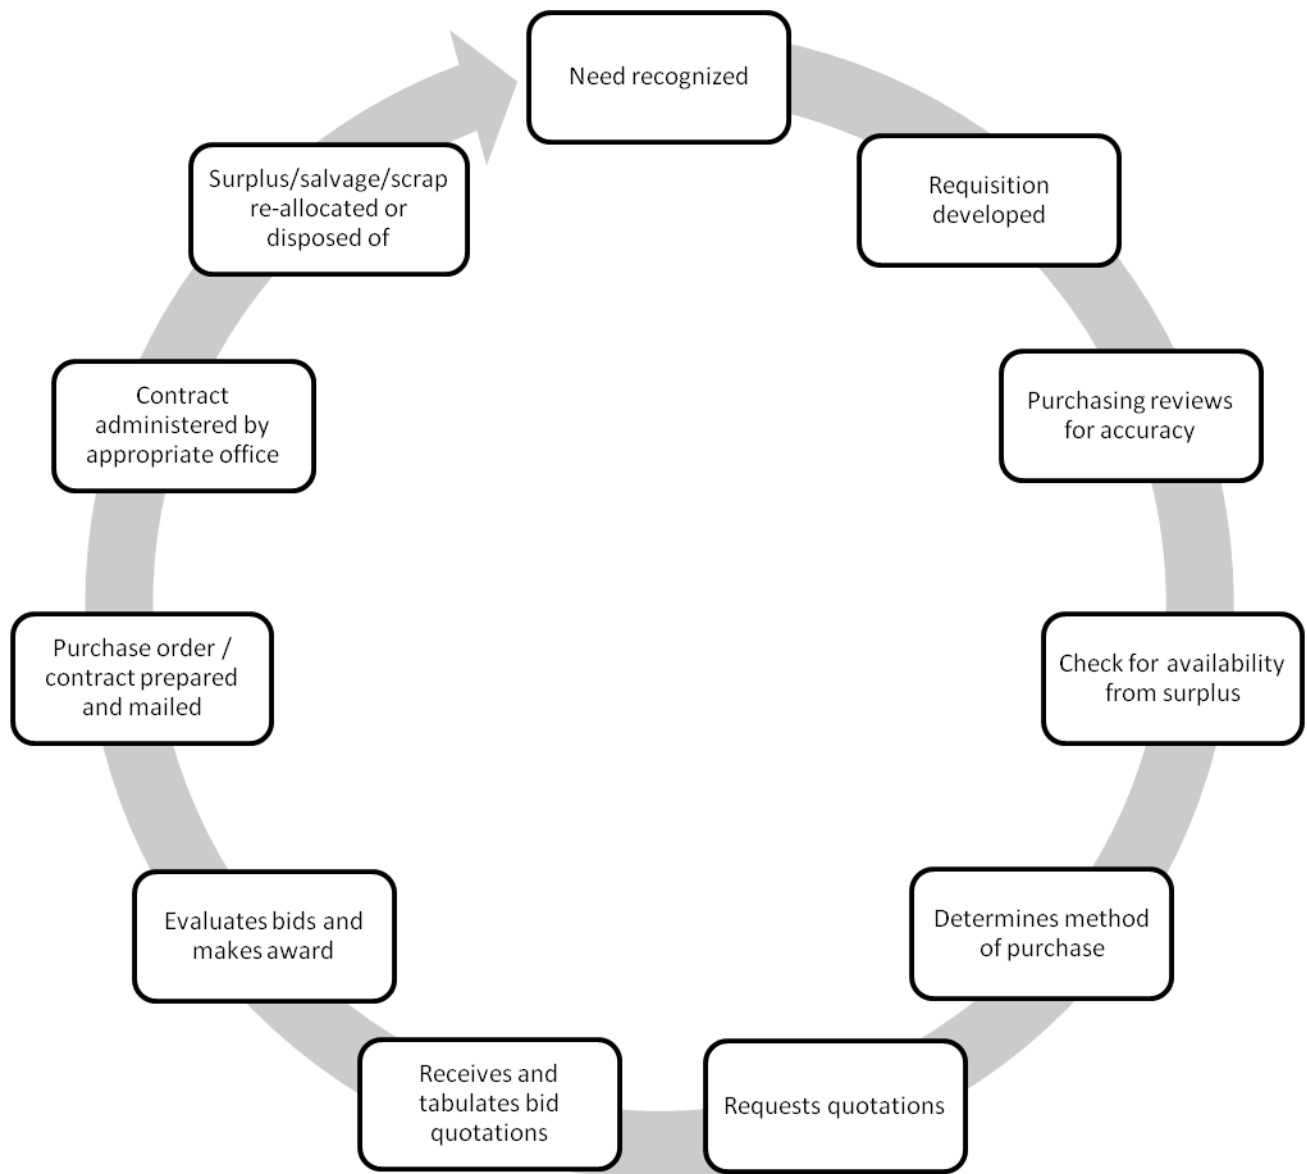 Need recognized
Requisition
developed
Purchasing reviews
for accuracy
Check for availability
from surplus
Determines method
of purchase
Requests quotations
Receives and
tabulates bid
quotations
Evaluates bids and
makes award
Purchase order /
contract prepared
and mailed
Contract
administered by
appropriate office
Surplus/salvage/scrap
re-allocated or
disposed of